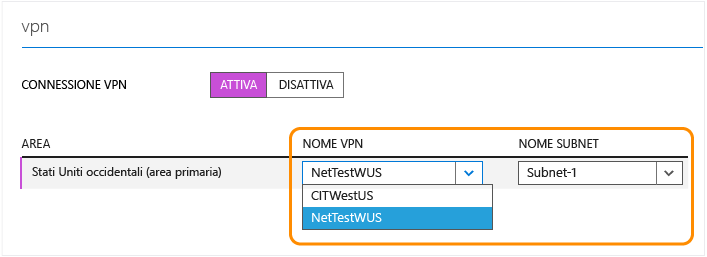 vpn
CONNESSIONE VPN ATTIVA DISATTIVA
AREA NOME VPN NOME SUBNET
Stati Uniti occidentali (area primaria) NetTestWUS Subnet-1
CITWestUS
NetTestWUS